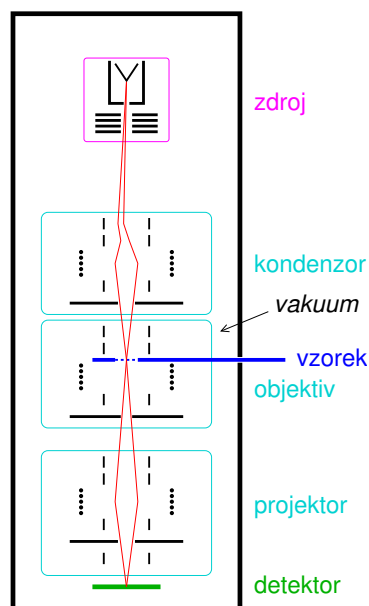 zdroj
kondenzor
vakuum
vzorek
objektiv
projektor
detektor